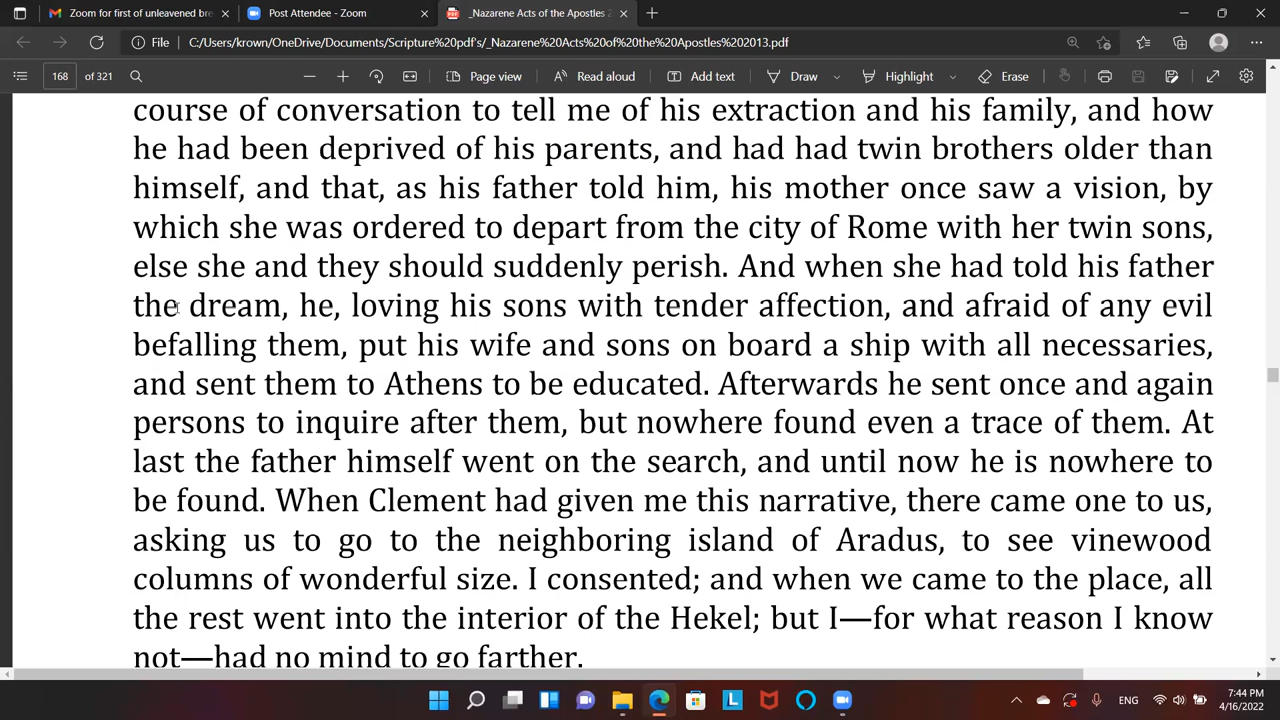 Zoom for first of unleavened bre
Post Attendee - Zoom
_Nazarene Acts of the Apostles 2
File
C:/Users/krown/OneDrive/Documents/Scripture%20pdf's/_Nazarene%20Acts%20of%20the%20Apostles%202013.pdf
168 of 321
Page view
Read aloud
Add text
Draw
Highlight
Erase
course of conversation to tell me of his extraction and his family, and how
he had been deprived of his parents, and had had twin brothers older than
himself, and that, as his father told him, his mother once saw a vision, by
which she was ordered to depart from the city of Rome with her twin sons,
else she and they should suddenly perish. And when she had told his father
the dream, he, loving his sons with tender affection, and afraid of any evil
befalling them, put his wife and sons on board a ship with all necessaries,
and sent them to Athens to be educated. Afterwards he sent once and again
persons to inquire after them, but nowhere found even a trace of them. At
last the father himself went on the search, and until now he is nowhere to
be found. When Clement had given me this narrative, there came one to us,
asking us to go to the neighboring island of Aradus, to see vinewood
columns of wonderful size. I consented; and when we came to the place, all
the rest went into the interior of the Hekel; but I—for what reason I know
not—had no mind to go farther.
ENG
7:44 PM
4/16/2022